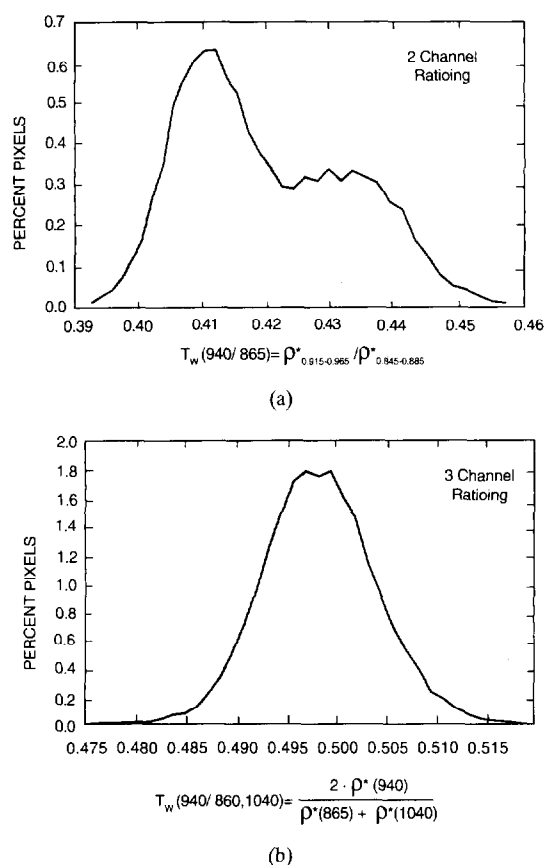 0.7
0.6
0.5
0.4
0.3
0.2
0.1
0.0
PERCENT PIXELS
2 Channel
Ratioing
0.39 0.40 0.41 0.42 0.43 0.44 0.45 0.46
T_w (940/ 865)= ρ*_0.915-0.965 /ρ*_0.845-0.885
(a)
2.0
1.8
1.6
1.4
1.2
1.0
0.8
0.6
0.4
0.2
0.0
PERCENT PIXELS
3 Channel
Ratioing
0.475 0.480 0.485 0.490 0.495 0.500 0.505 0.510 0.515
T_w (940/ 860,1040)= 2 · ρ* (940) / ρ*(865) + ρ*(1040)
(b)